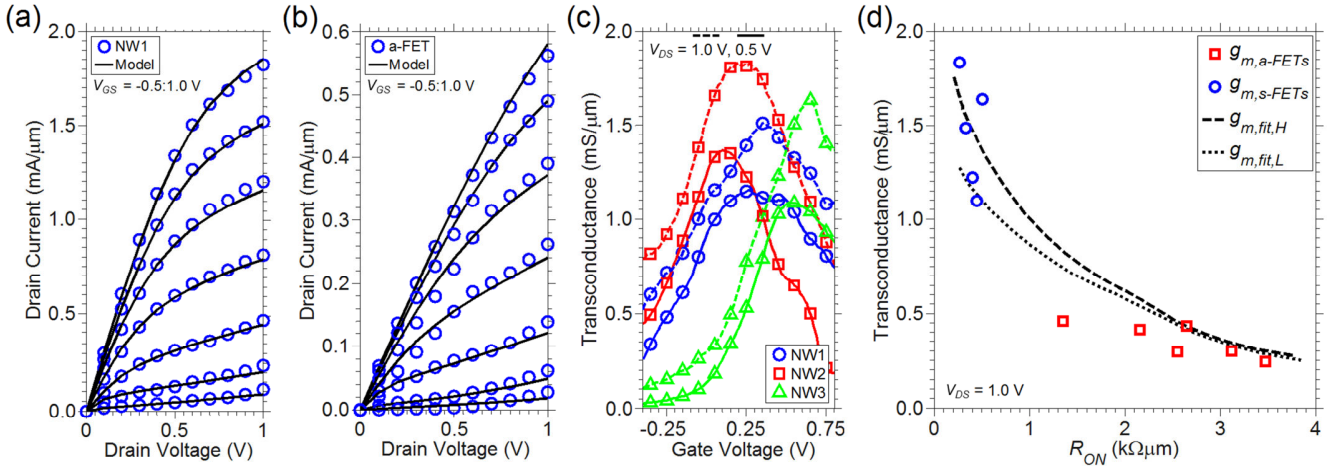 (a)
2.0
1.5
1.0
0.5
0.0
Drain Current (mA/μm)
NW1
Model
V_GS = -0.5:1.0 V
0
0.5
1
Drain Voltage (V)
(b)
0.6
0.5
0.4
0.3
0.2
0.1
0.0
Drain Current (mA/μm)
a-FET
Model
V_GS = -0.5:1.0 V
0
0.5
1
Drain Voltage (V)
(c)
2.0
1.5
1.0
0.5
0.0
Transconductance (mS/μm)
V_DS = 1.0 V, 0.5 V
NW1
NW2
NW3
-0.25
0.25
0.75
Gate Voltage (V)
(d)
2.0
1.5
1.0
0.5
0.0
Transconductance (mS/μm)
g_m,a-FETs
g_m,s-FETs
g_m,fit,H
g_m,fit,L
V_DS = 1.0 V
0
1
2
3
4
R_ON (kΩμm)